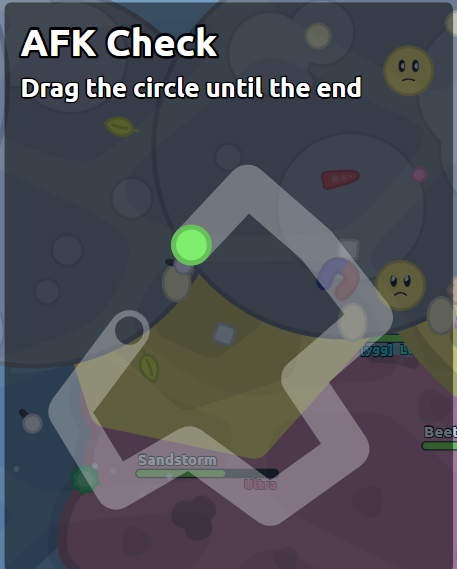 AFK Check
Drag the circle until the end
Sandstorm
Ultra
Beet